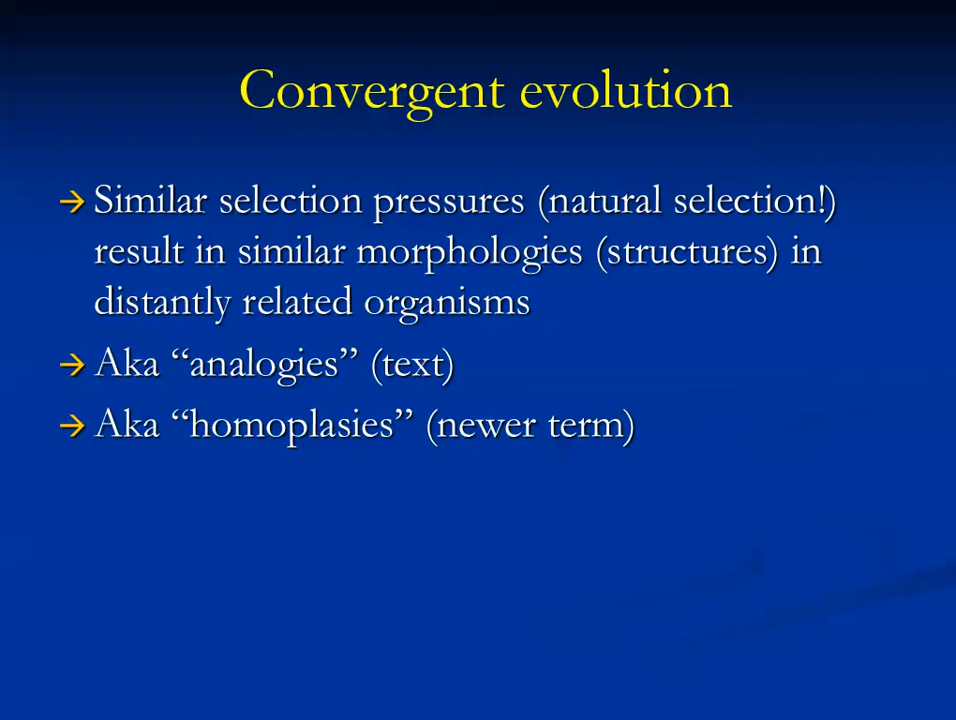 Convergent evolution
→ Similar selection pressures (natural selection!)
result in similar morphologies (structures) in
distantly related organisms
→ Aka “analogies” (text)
→ Aka “homoplasies” (newer term)